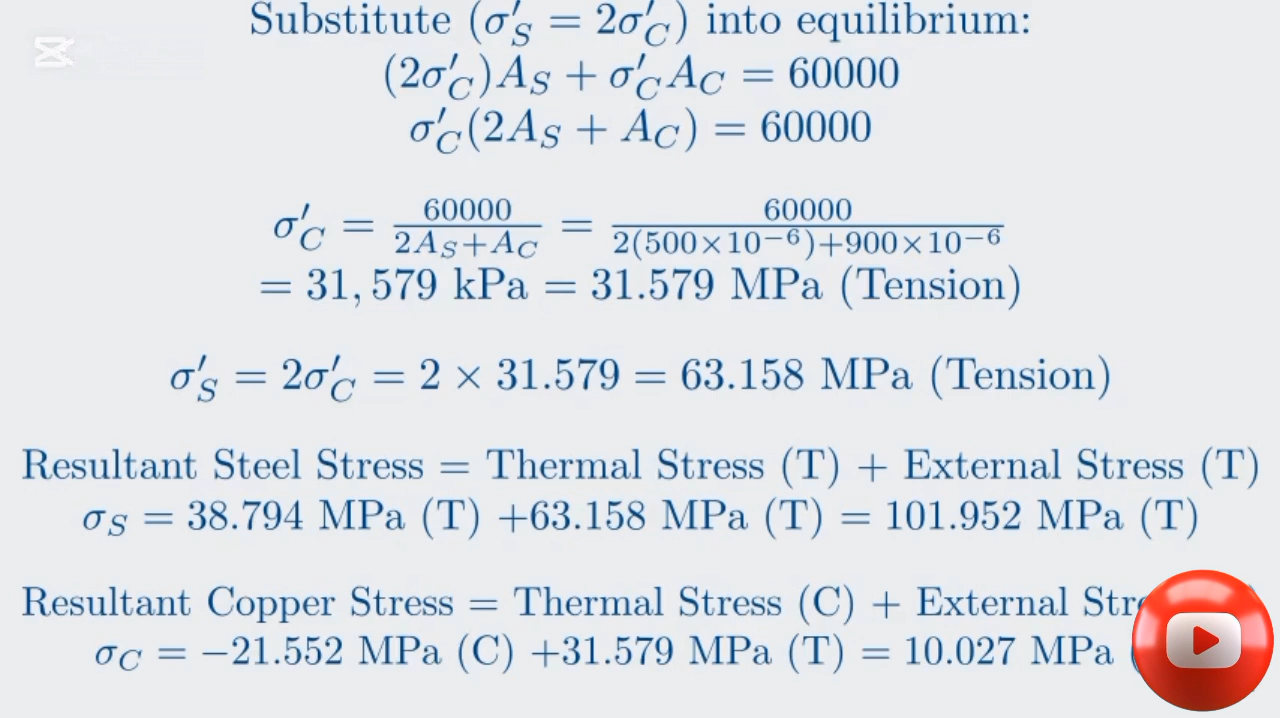 Substitute (σ′_S = 2σ′_C) into equilibrium:
(2σ′_C)A_S + σ′_C A_C = 60000
σ′_C(2A_S + A_C) = 60000
σ′_C = 60000/(2A_S+A_C) = 60000/(2(500×10⁻⁶)+900×10⁻⁶)
= 31, 579 kPa = 31.579 MPa (Tension)
σ′_S = 2σ′_C = 2 × 31.579 = 63.158 MPa (Tension)
Resultant Steel Stress = Thermal Stress (T) + External Stress (T)
σ_S = 38.794 MPa (T) +63.158 MPa (T) = 101.952 MPa (T)
Resultant Copper Stress = Thermal Stress (C) + External
σ_C = −21.552 MPa (C) +31.579 MPa (T) = 10.027 MPa